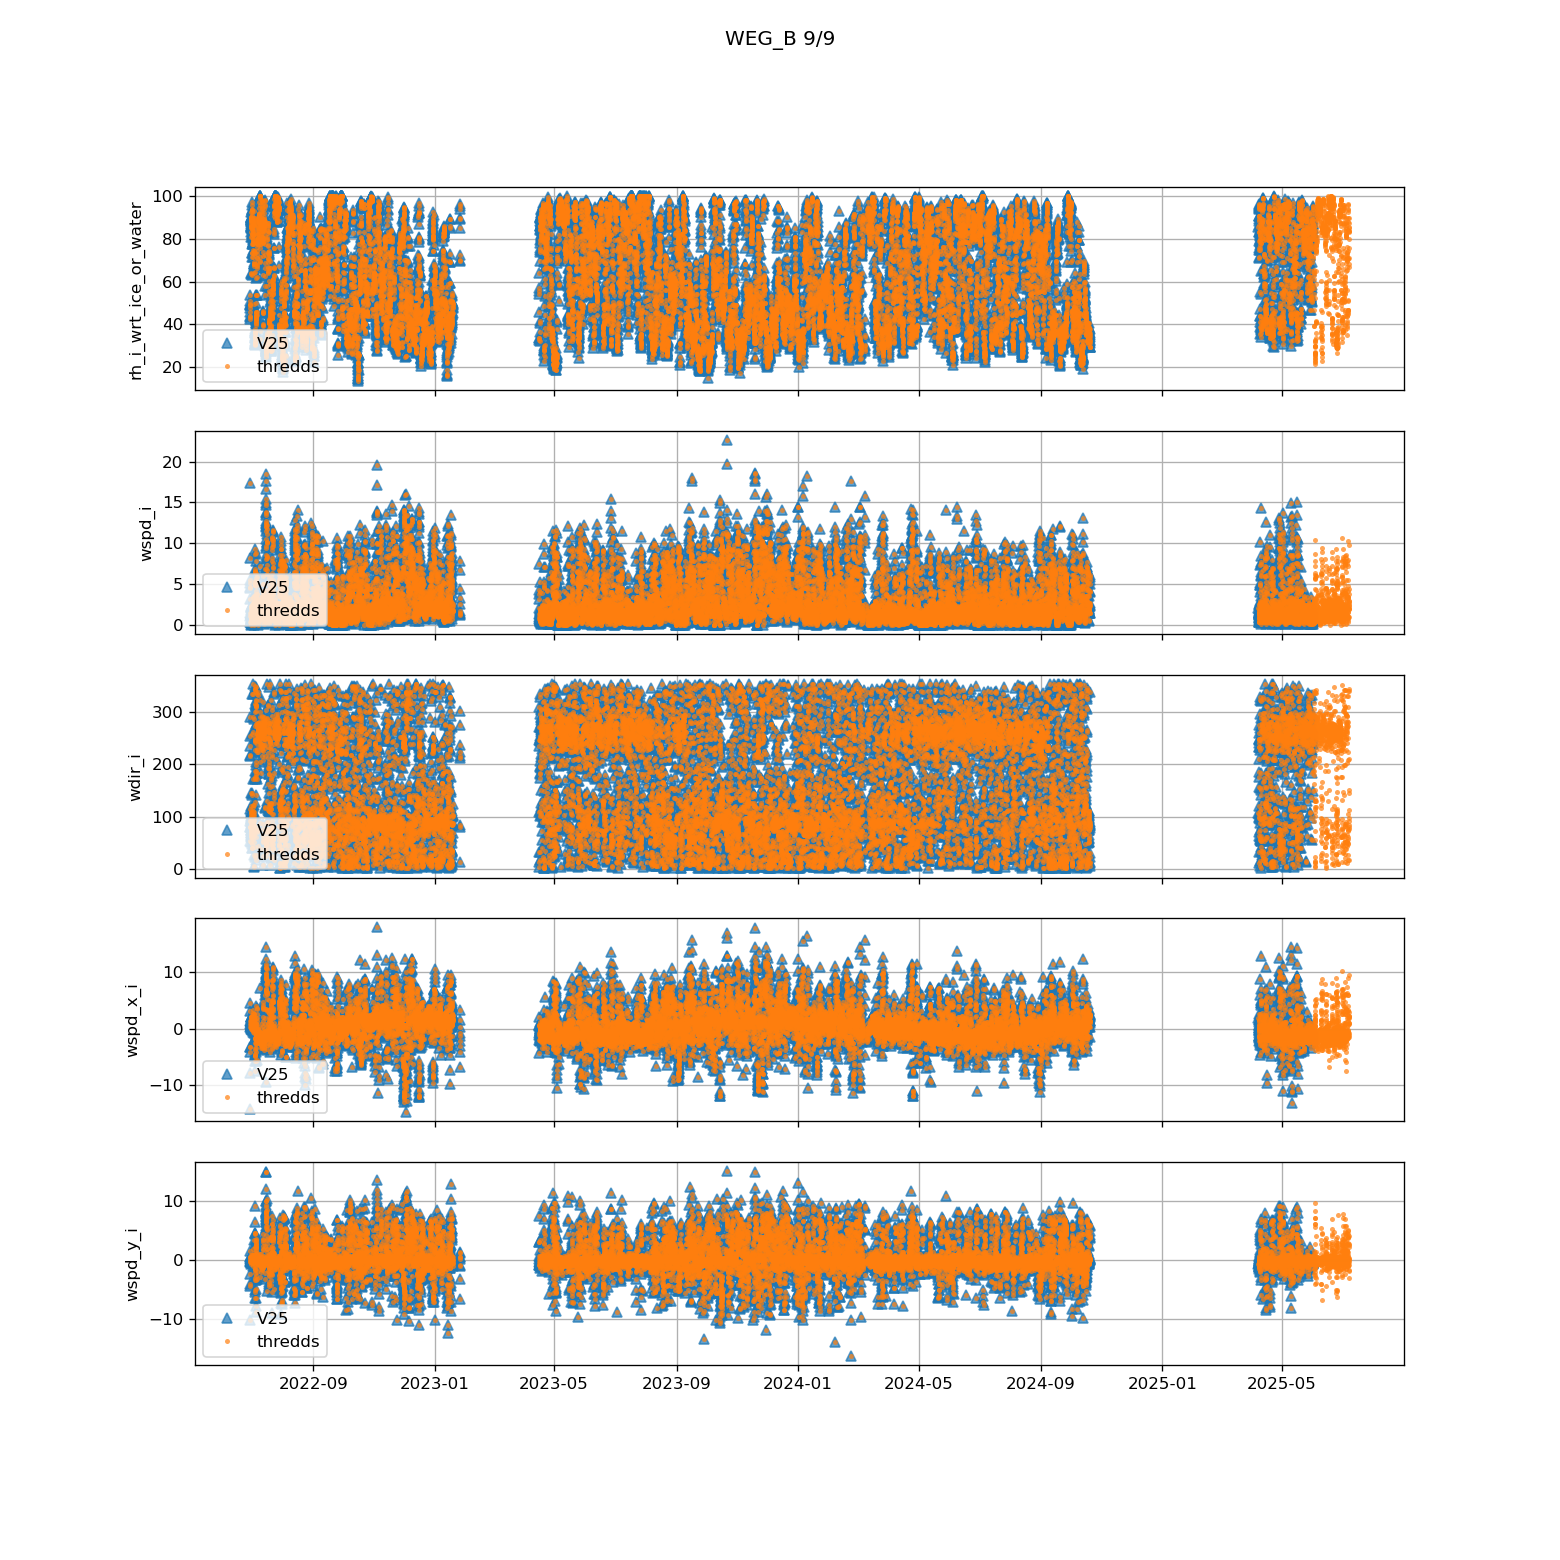 WEG_B 9/9
rh_i_wrt_ice_or_water
100
80
60
40
20
V25
thredds
wspd_i
20
15
10
5
0
V25
thredds
wdir_i
300
200
100
0
V25
thredds
wspd_x_i
10
0
−10
V25
thredds
wspd_y_i
10
0
−10
V25
thredds
2022-09 2023-01 2023-05 2023-09 2024-01 2024-05 2024-09 2025-01 2025-05